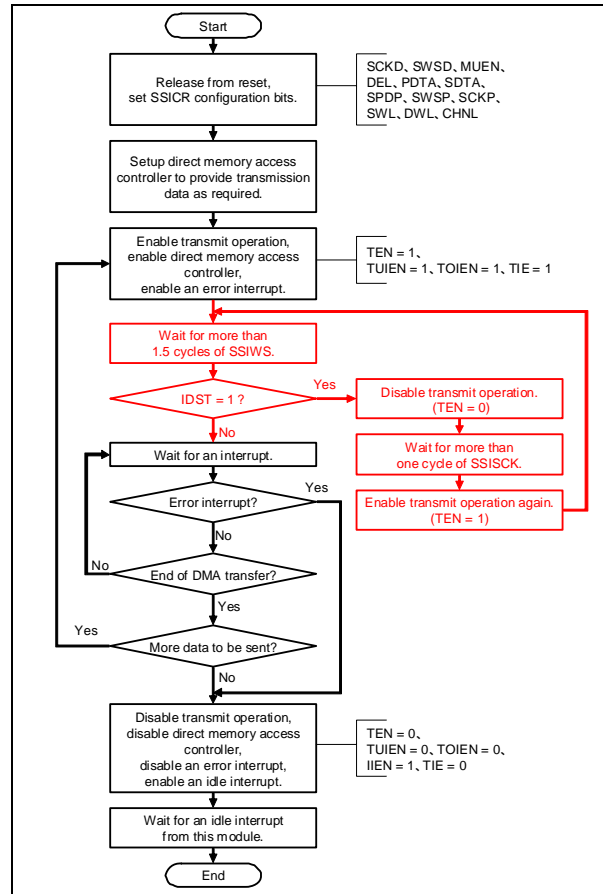 Start
Release from reset,
set SSICR configuration bits.
SCKD、SWSD、MUEN、
DEL、PDTA、SDTA、
SPDP、SWSP、SCKP、
SWL、DWL、CHNL
Setup direct memory access
controller to provide transmission
data as required.
Enable transmit operation,
enable direct memory access
controller,
enable an error interrupt.
TEN = 1、
TUIEN = 1、TOIEN = 1、TIE = 1
Wait for more than
1.5 cycles of SSIWS.
IDST = 1 ?
Yes
Disable transmit operation.
(TEN = 0)
No
Wait for more than
one cycle of SSISCK.
Enable transmit operation again.
(TEN = 1)
Wait for an interrupt.
Error interrupt?
Yes
No
End of DMA transfer?
No
Yes
More data to be sent?
Yes
No
Disable transmit operation,
disable direct memory access
controller,
disable an error interrupt,
enable an idle interrupt.
TEN = 0、
TUIEN = 0、TOIEN = 0、
IIEN = 1、TIE = 0
Wait for an idle interrupt
from this module.
End